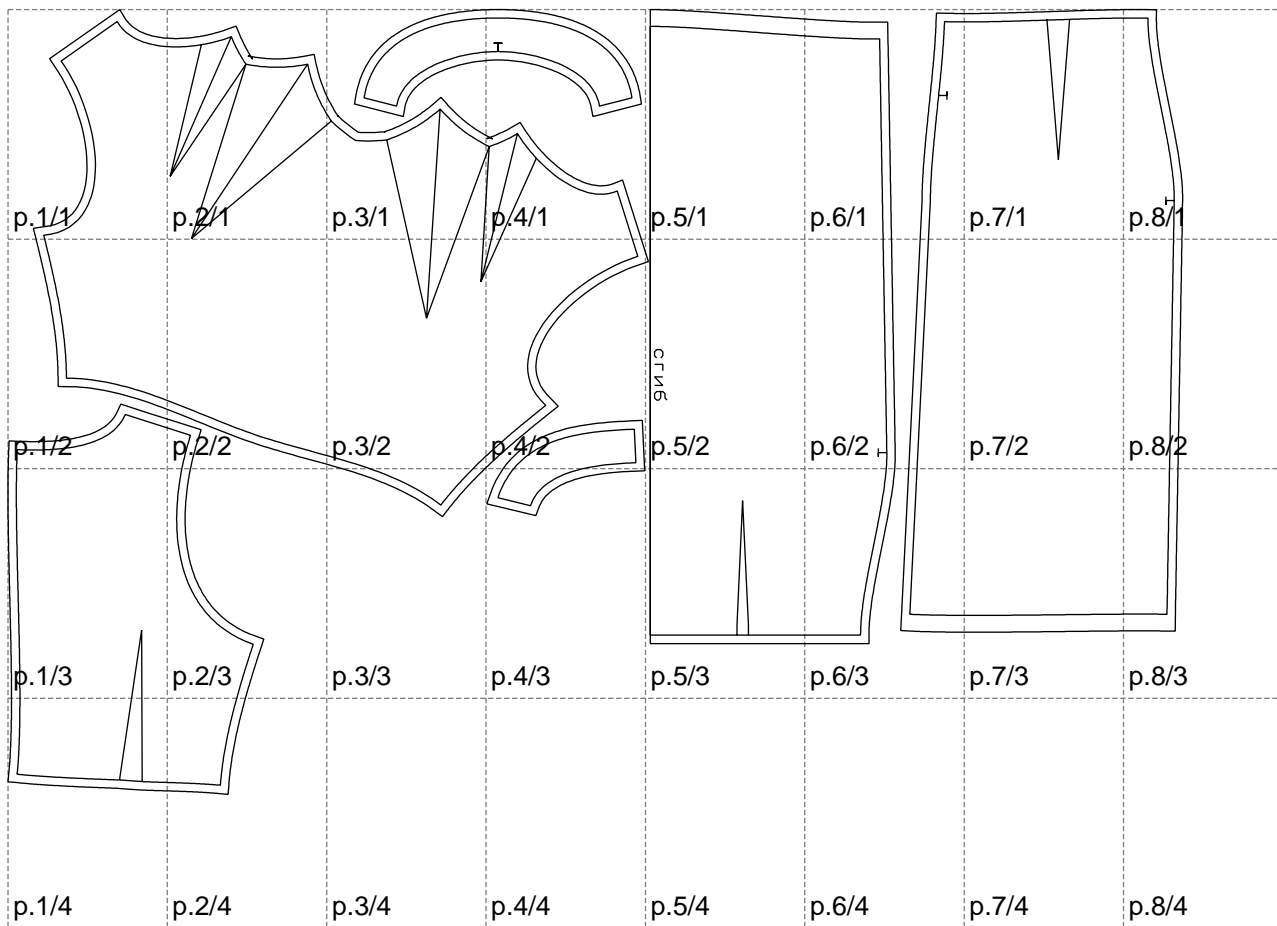 p.1/1 p.2/1 p.3/1 p.4/1 p.5/1 p.6/1 p.7/1 p.8/1
сгиб
p.1/2 p.2/2 p.3/2 p.4/2 p.5/2 p.6/2 p.7/2 p.8/2
p.1/3 p.2/3 p.3/3 p.4/3 p.5/3 p.6/3 p.7/3 p.8/3
p.1/4 p.2/4 p.3/4 p.4/4 p.5/4 p.6/4 p.7/4 p.8/4